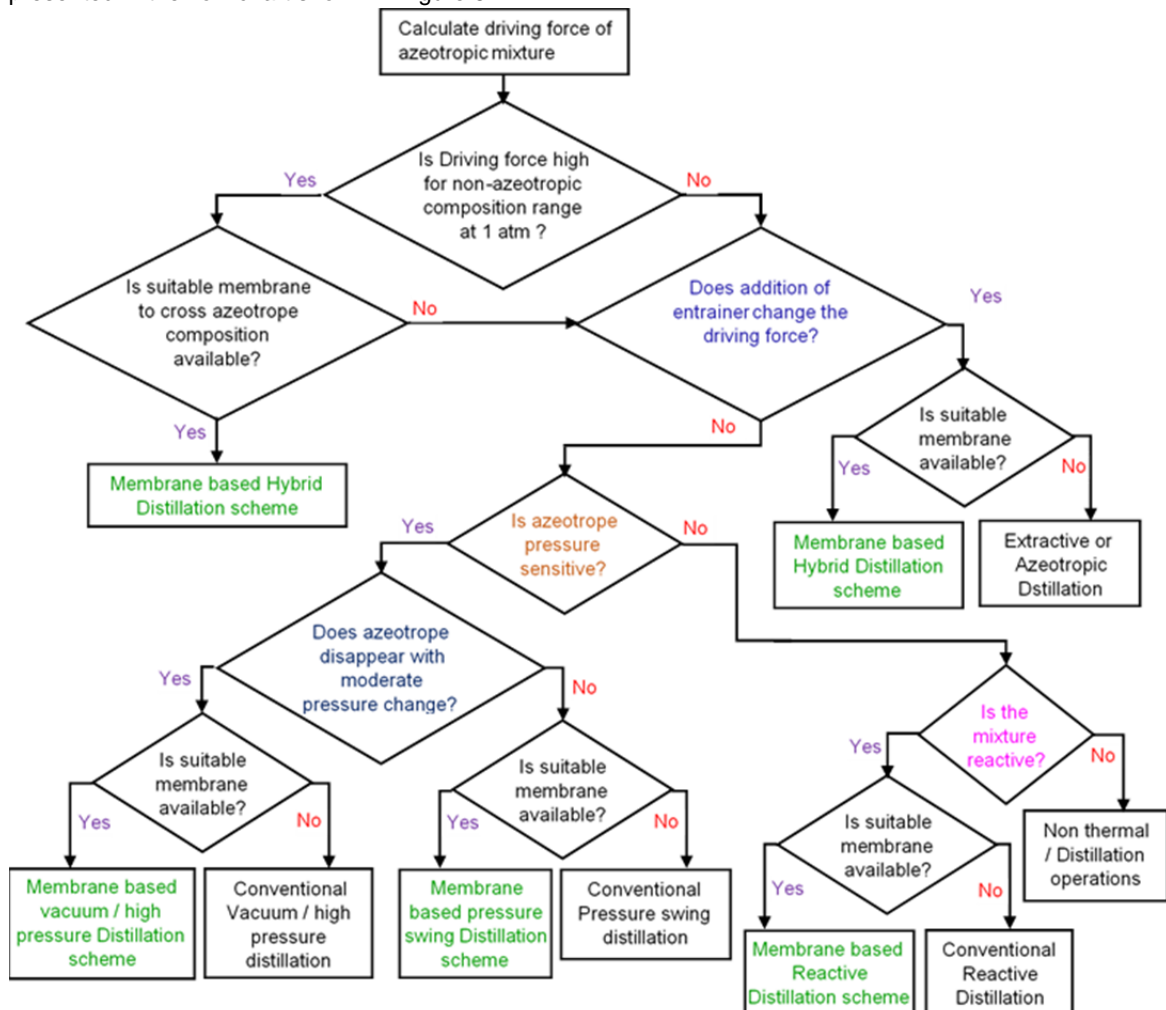 Calculate driving force of
azeotropic mixture
Is Driving force high
for non-azeotropic
composition range
at 1 atm ?
Yes
No
Is suitable membrane
to cross azeotrope
composition
available?
No
Does addition of
entrainer change the
driving force?
Yes
Yes
Membrane based Hybrid
Distillation scheme
No
Is suitable
membrane
available?
Yes
No
Membrane based
Hybrid Distillation
scheme
Extractive or
Azeotropic
Dstillation
Is azeotrope
pressure
sensitive?
Yes
No
Does azeotrope
disappear with
moderate
pressure change?
Yes
No
Is the
mixture
reactive?
Yes
No
Is suitable
membrane
available?
Yes
No
Is suitable
membrane
available?
Yes
No
Is suitable
membrane
available?
Yes
No
Non thermal
/ Distillation
operations
Membrane based
vacuum / high
pressure Distillation
scheme
Conventional
Vacuum / high
pressure
distillation
Membrane
based pressure
swing Distillation
scheme
Conventional
Pressure swing
distillation
Membrane based
Reactive
Distillation scheme
Conventional
Reactive
Distillation